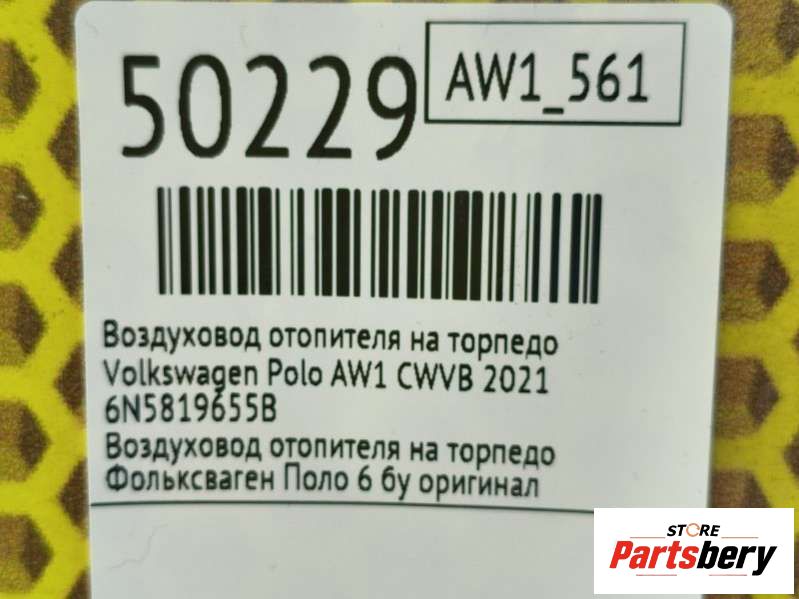 50229
AW1_561
Воздуховод отопителя на торпедо
Volkswagen Polo AW1 CWVB 2021
6N5819655B
Воздуховод отопителя на торпедо
Фольксваген Поло 6 бу оригинал
STORE
Partsbery